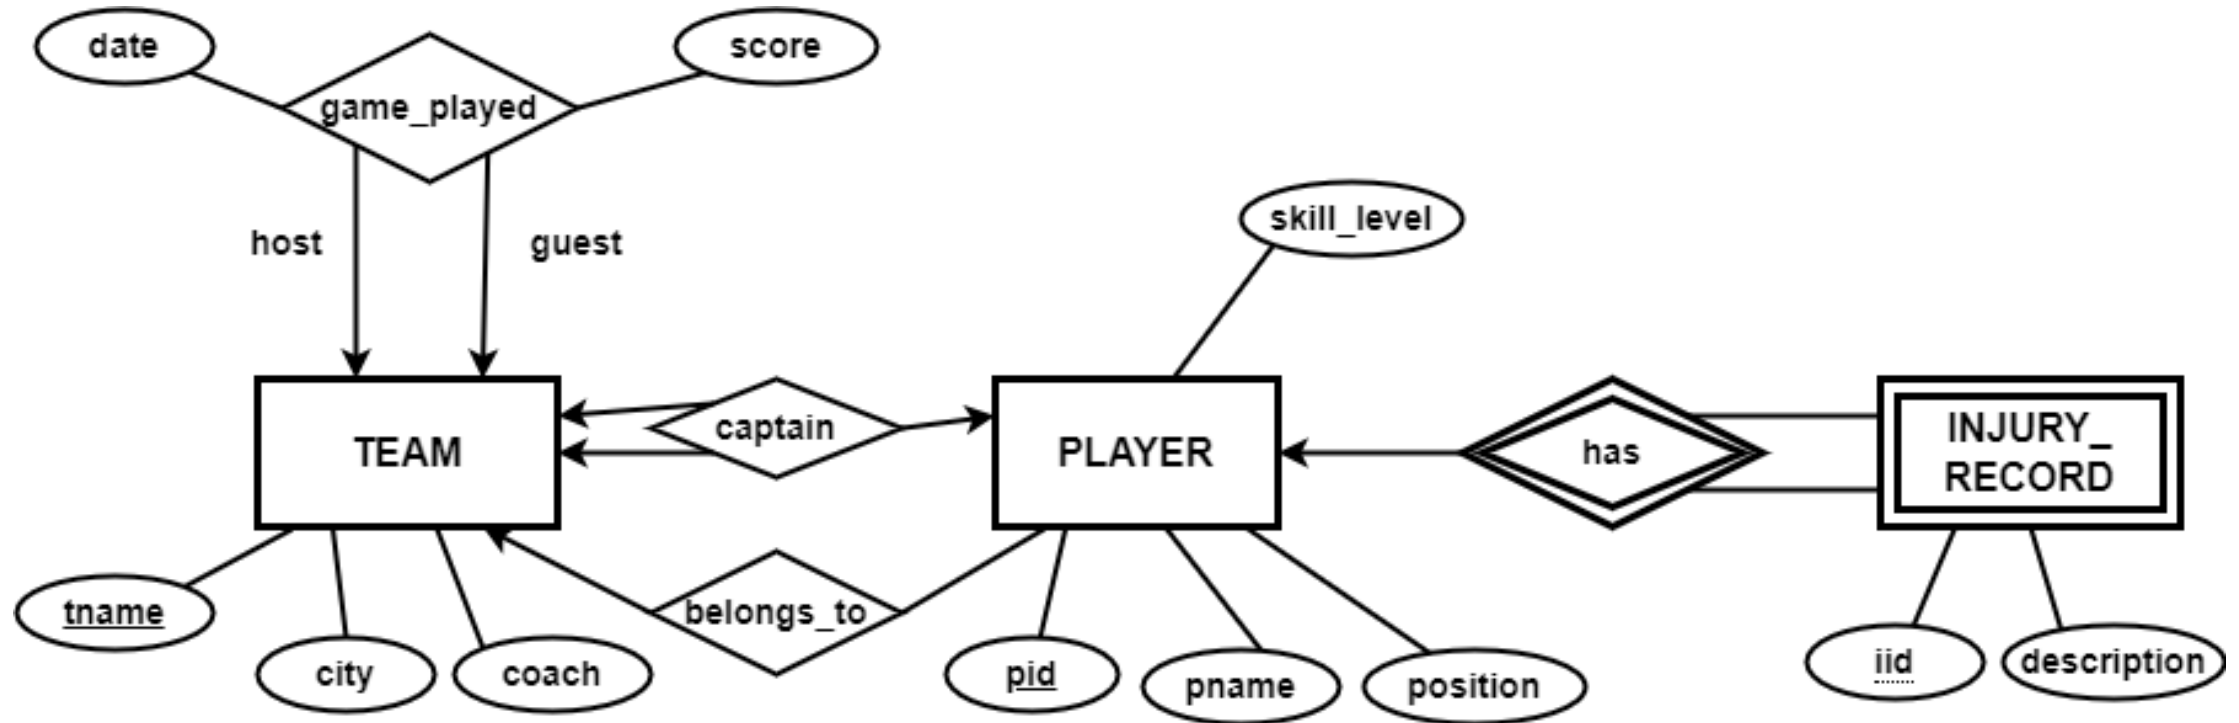 date
score
game_played
host
guest
skill_level
TEAM
captain
PLAYER
has
INJURY_
RECORD
tname
city
coach
belongs_to
pid
pname
position
iid
description